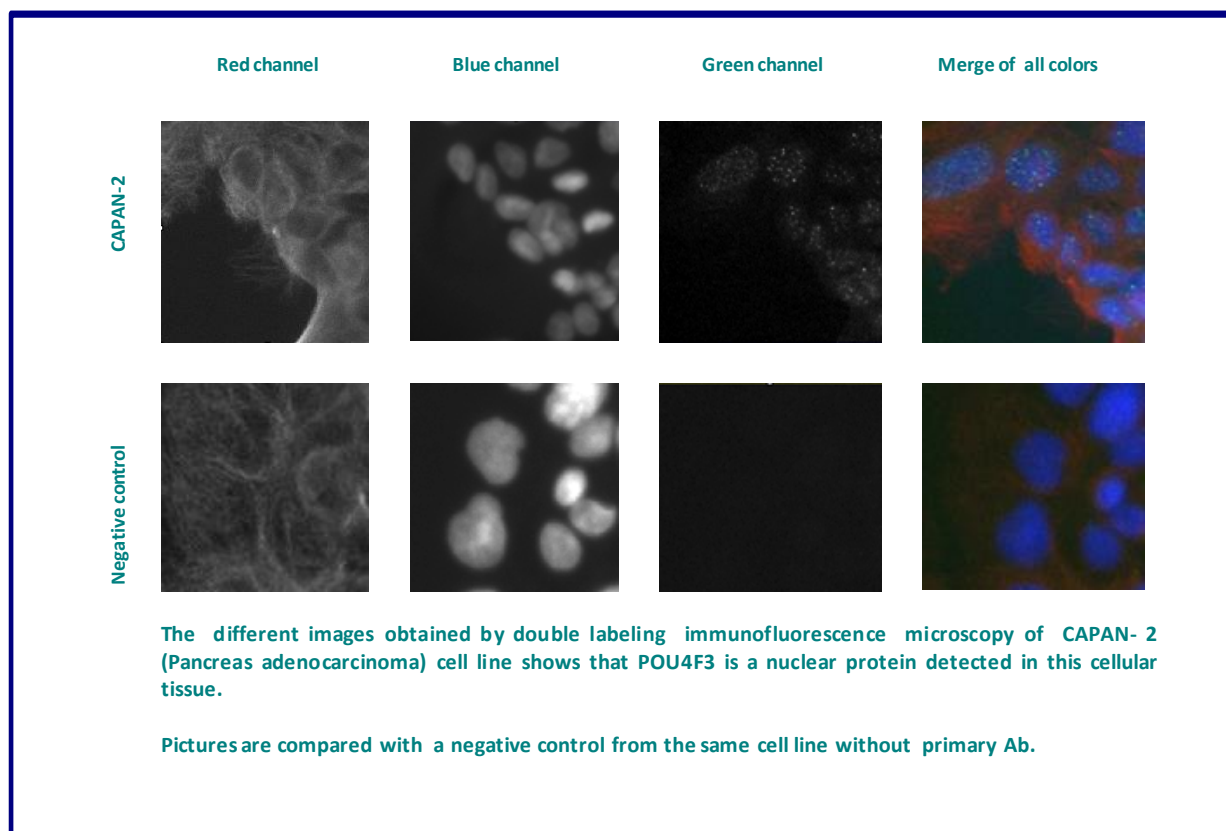 Red channel Blue channel Green channel Merge of all colors
CAPAN-2
Negative control
The different images obtained by double labeling immunofluorescence microscopy of CAPAN- 2
(Pancreas adenocarcinoma) cell line shows that POU4F3 is a nuclear protein detected in this cellular
tissue.
Pictures are compared with a negative control from the same cell line without primary Ab.